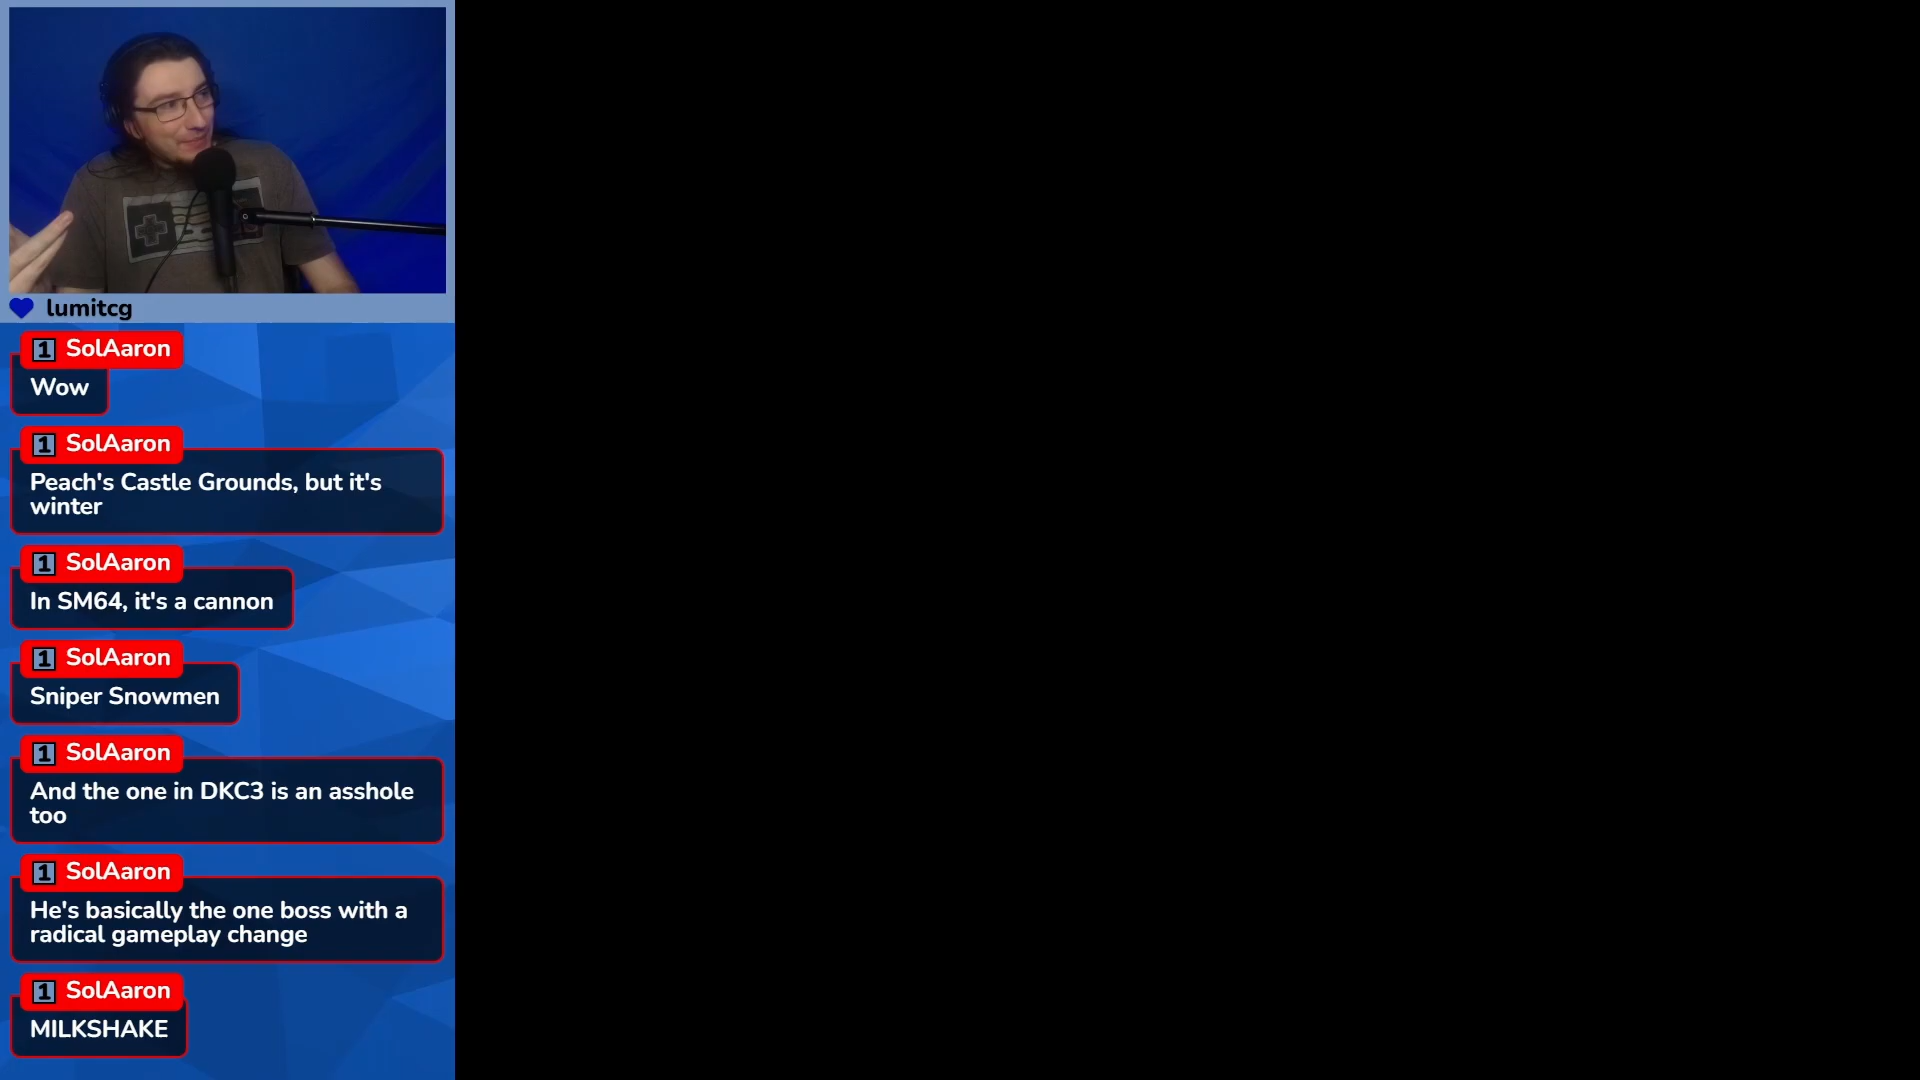 lumitcg
1 SolAaron
Wow
1 SolAaron
Peach's Castle Grounds, but it's
winter
1 SolAaron
In SM64, it's a cannon
1 SolAaron
Sniper Snowmen
1 SolAaron
And the one in DKC3 is an asshole
too
1 SolAaron
He's basically the one boss with a
radical gameplay change
1 SolAaron
MILKSHAKE